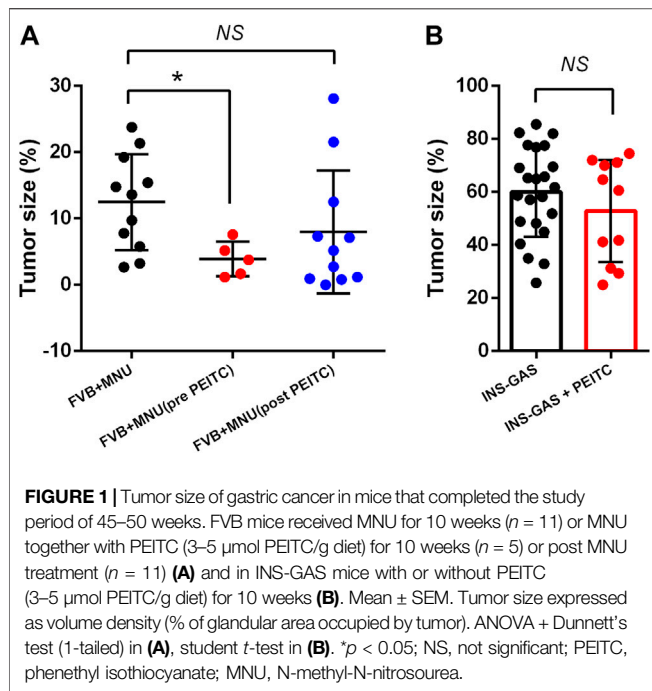 A
B
NS
NS
*
Tumor size (%)
30
20
10
0
-10
FVB+MNU
FVB+MNU(pre PEITC)
FVB+MNU(post PEITC)
Tumor size (%)
100
80
60
40
20
0
INS-GAS
INS-GAS + PEITC
FIGURE 1 | Tumor size of gastric cancer in mice that completed the study
period of 45–50 weeks. FVB mice received MNU for 10 weeks (n = 11) or MNU
together with PEITC (3–5 μmol PEITC/g diet) for 10 weeks (n = 5) or post MNU
treatment (n = 11) (A) and in INS-GAS mice with or without PEITC
(3–5 μmol PEITC/g diet) for 10 weeks (B). Mean ± SEM. Tumor size expressed
as volume density (% of glandular area occupied by tumor). ANOVA + Dunnett's
test (1-tailed) in (A), student t-test in (B). *p < 0.05; NS, not significant; PEITC,
phenethyl isothiocyanate; MNU, N-methyl-N-nitrosourea.